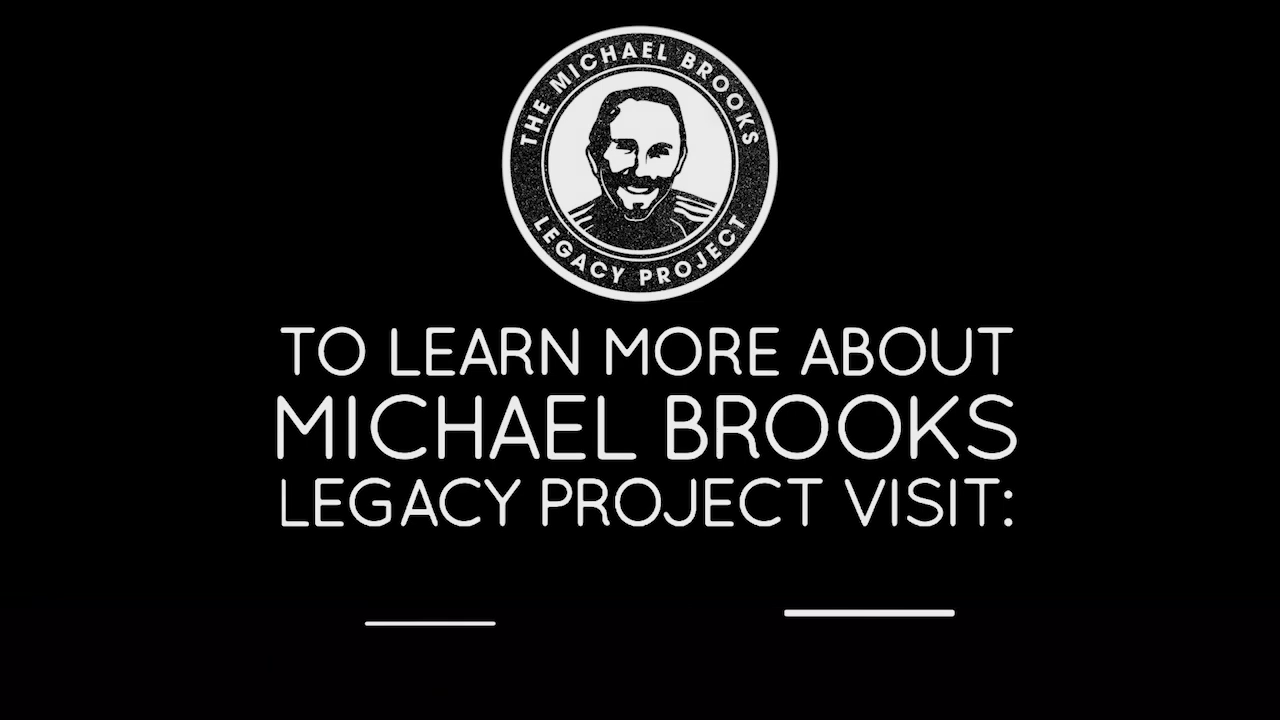 THE MICHAEL BROOKS
LEGACY PROJECT
TO LEARN MORE ABOUT
MICHAEL BROOKS
LEGACY PROJECT VISIT: